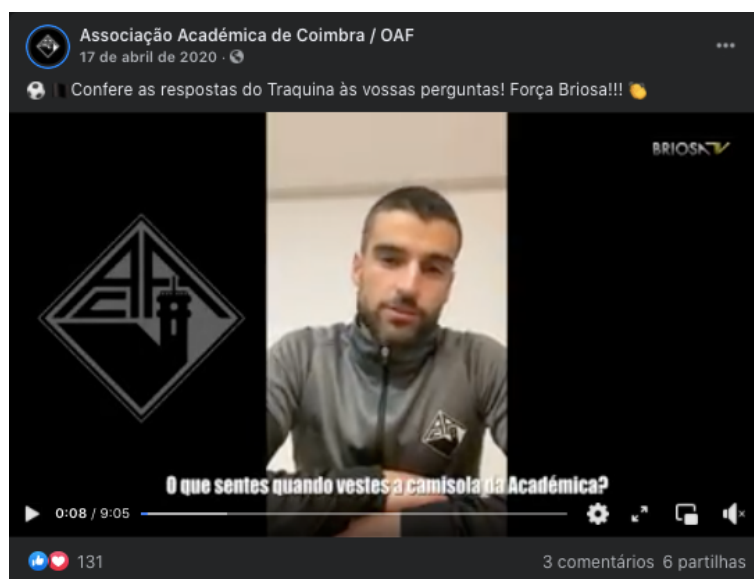 Associação Académica de Coimbra / OAF
17 de abril de 2020
Confere as respostas do Traquina às vossas perguntas! Força Briosa!!!
BRIOSATV
O que sentes quando vestes a camisola da Académica?
0:08 / 9:05
131
3 comentários 6 partilhas